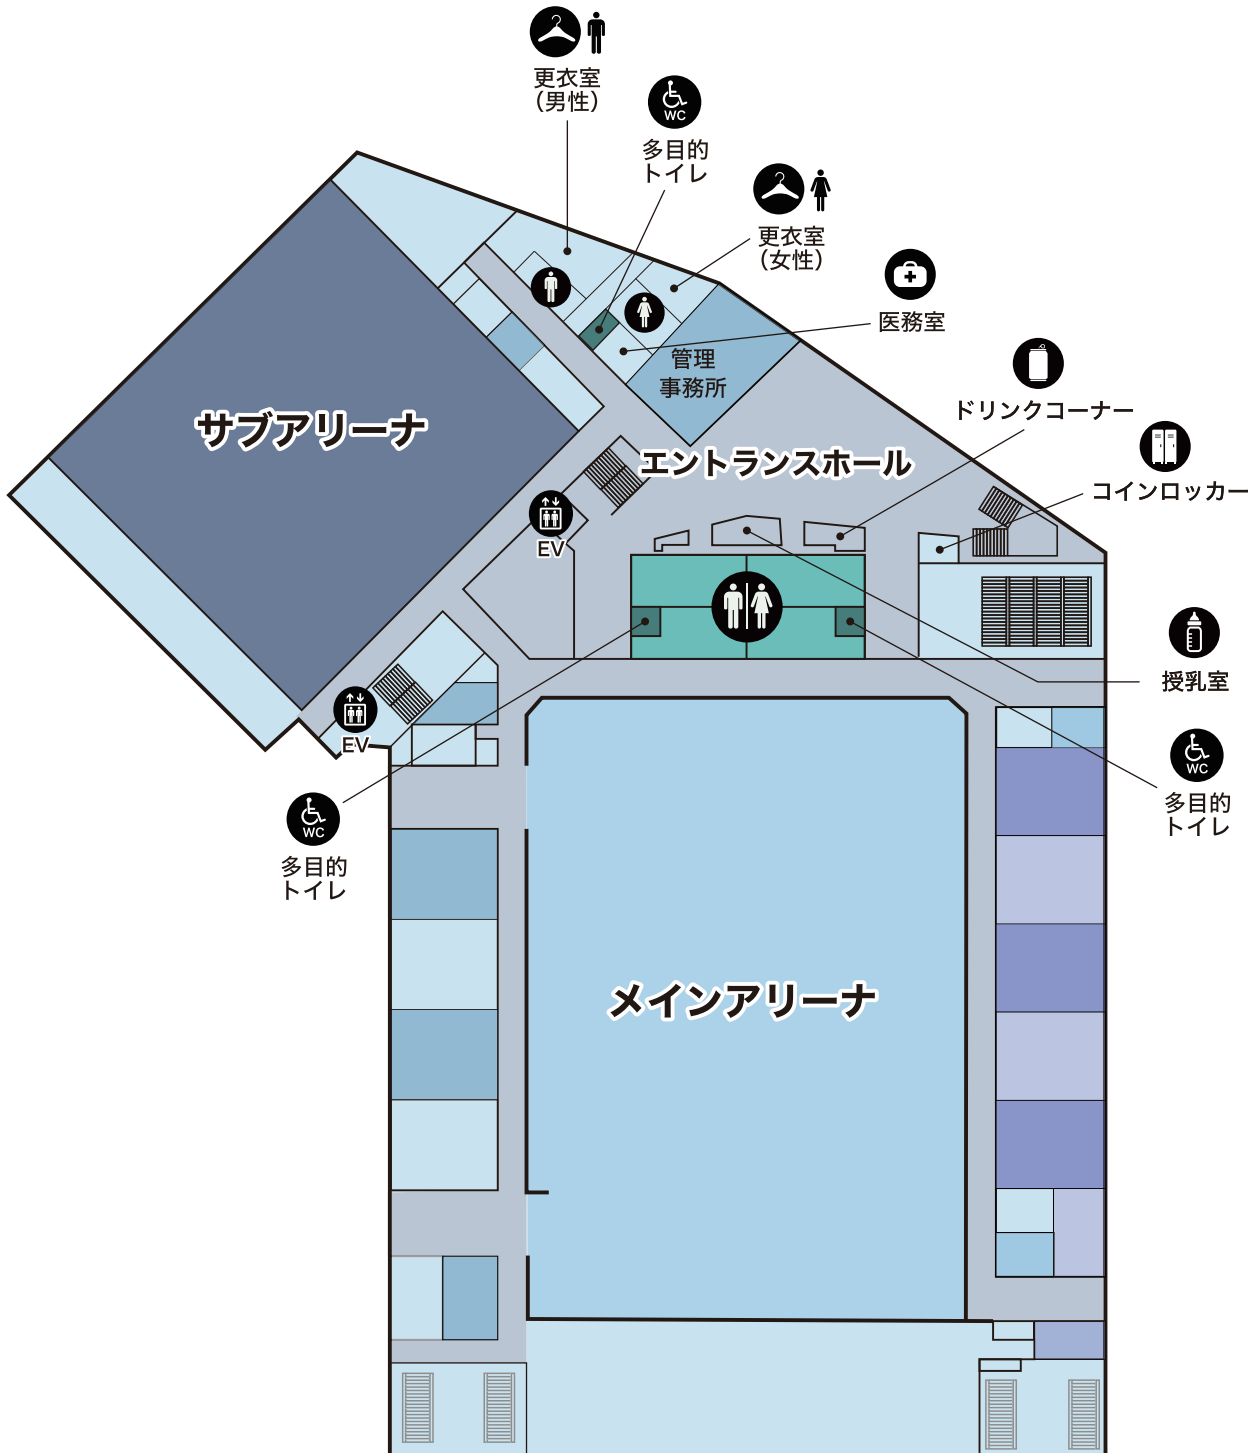 更衣室
（男性）
WC
多目的
トイレ
更衣室
（女性）
医務室
管理
事務所
ドリンクコーナー
サブアリーナ
エントランスホール
コインロッカー
EV
授乳室
EV
WC
多目的
トイレ
WC
多目的
トイレ
メインアリーナ